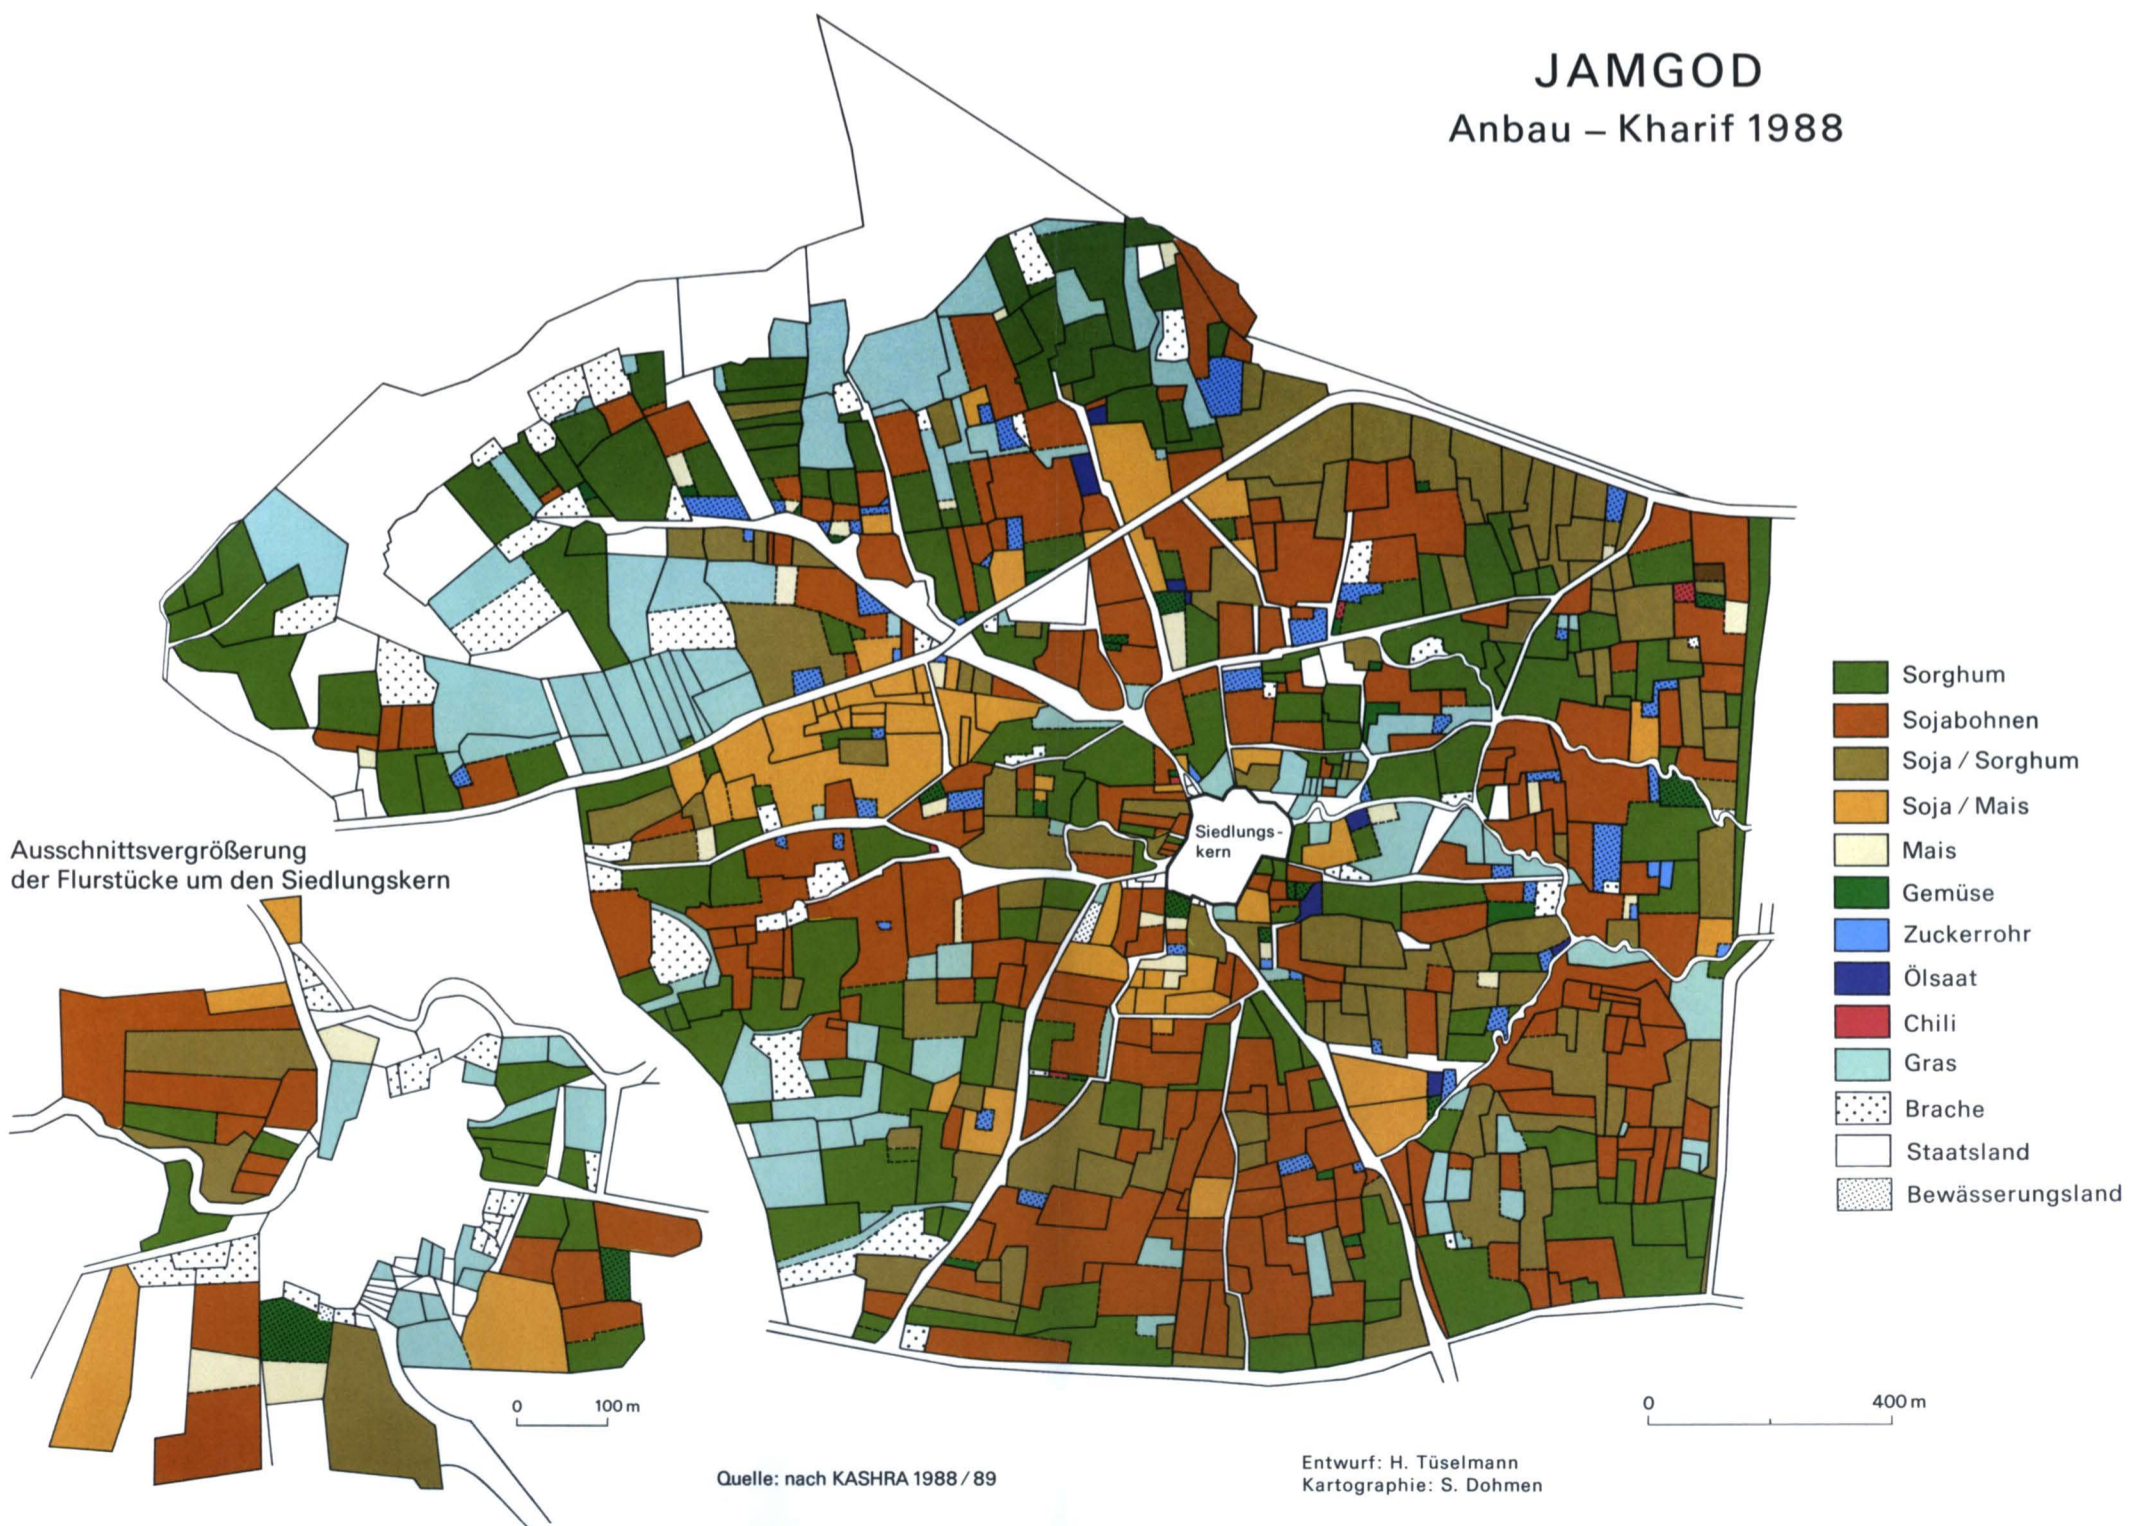 JAMGOD
Anbau – Kharif 1988
Siedlungs-
kern
Sorghum
Sojabohnen
Soja / Sorghum
Soja / Mais
Mais
Gemüse
Zuckerrohr
Ölsaat
Chili
Gras
Brache
Staatsland
Bewässerungsland
Ausschnittsvergrößerung
der Flurstücke um den Siedlungskern
0 100 m
0 400 m
Quelle: nach KASHRA 1988 / 89
Entwurf: H. Tüselmann
Kartographie: S. Dohmen